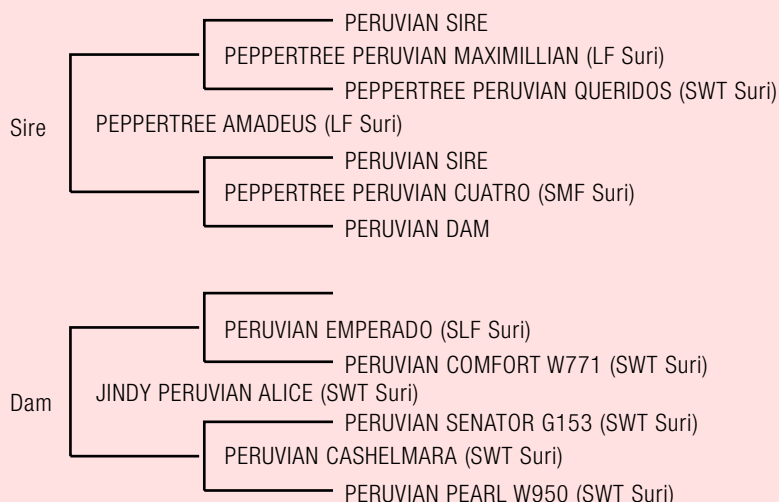 PERUVIAN SIRE
PEPPERTREE PERUVIAN MAXIMILLIAN (LF Suri)
PEPPERTREE PERUVIAN QUERIDOS (SWT Suri)
Sire
PEPPERTREE AMADEUS (LF Suri)
PERUVIAN SIRE
PEPPERTREE PERUVIAN CUATRO (SMF Suri)
PERUVIAN DAM
PERUVIAN EMPERADO (SLF Suri)
PERUVIAN COMFORT W771 (SWT Suri)
Dam
JINDY PERUVIAN ALICE (SWT Suri)
PERUVIAN SENATOR G153 (SWT Suri)
PERUVIAN CASHELMARA (SWT Suri)
PERUVIAN PEARL W950 (SWT Suri)